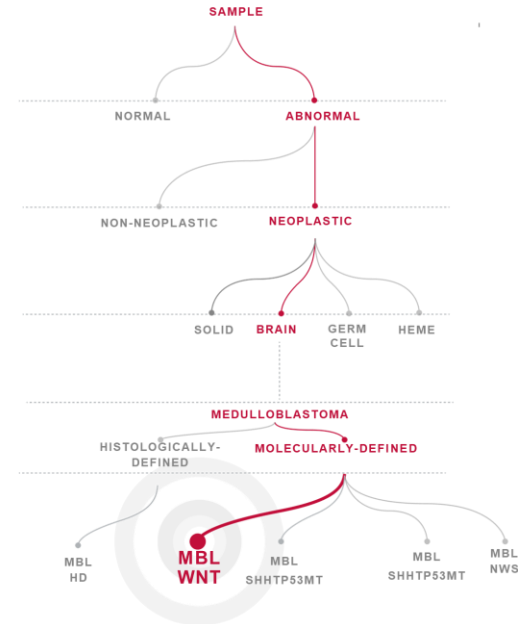 SAMPLE
NORMAL
ABNORMAL
NON-NEOPLASTIC
NEOPLASTIC
SOLID
BRAIN
GERM
CELL
HEME
MEDULLOBLASTOMA
HISTOLOGICALLY-
DEFINED
MOLECULARLY-DEFINED
MBL
HD
MBL
WNT
MBL
SHHTP53MT
MBL
SHHTP53MT
MBL
NWS